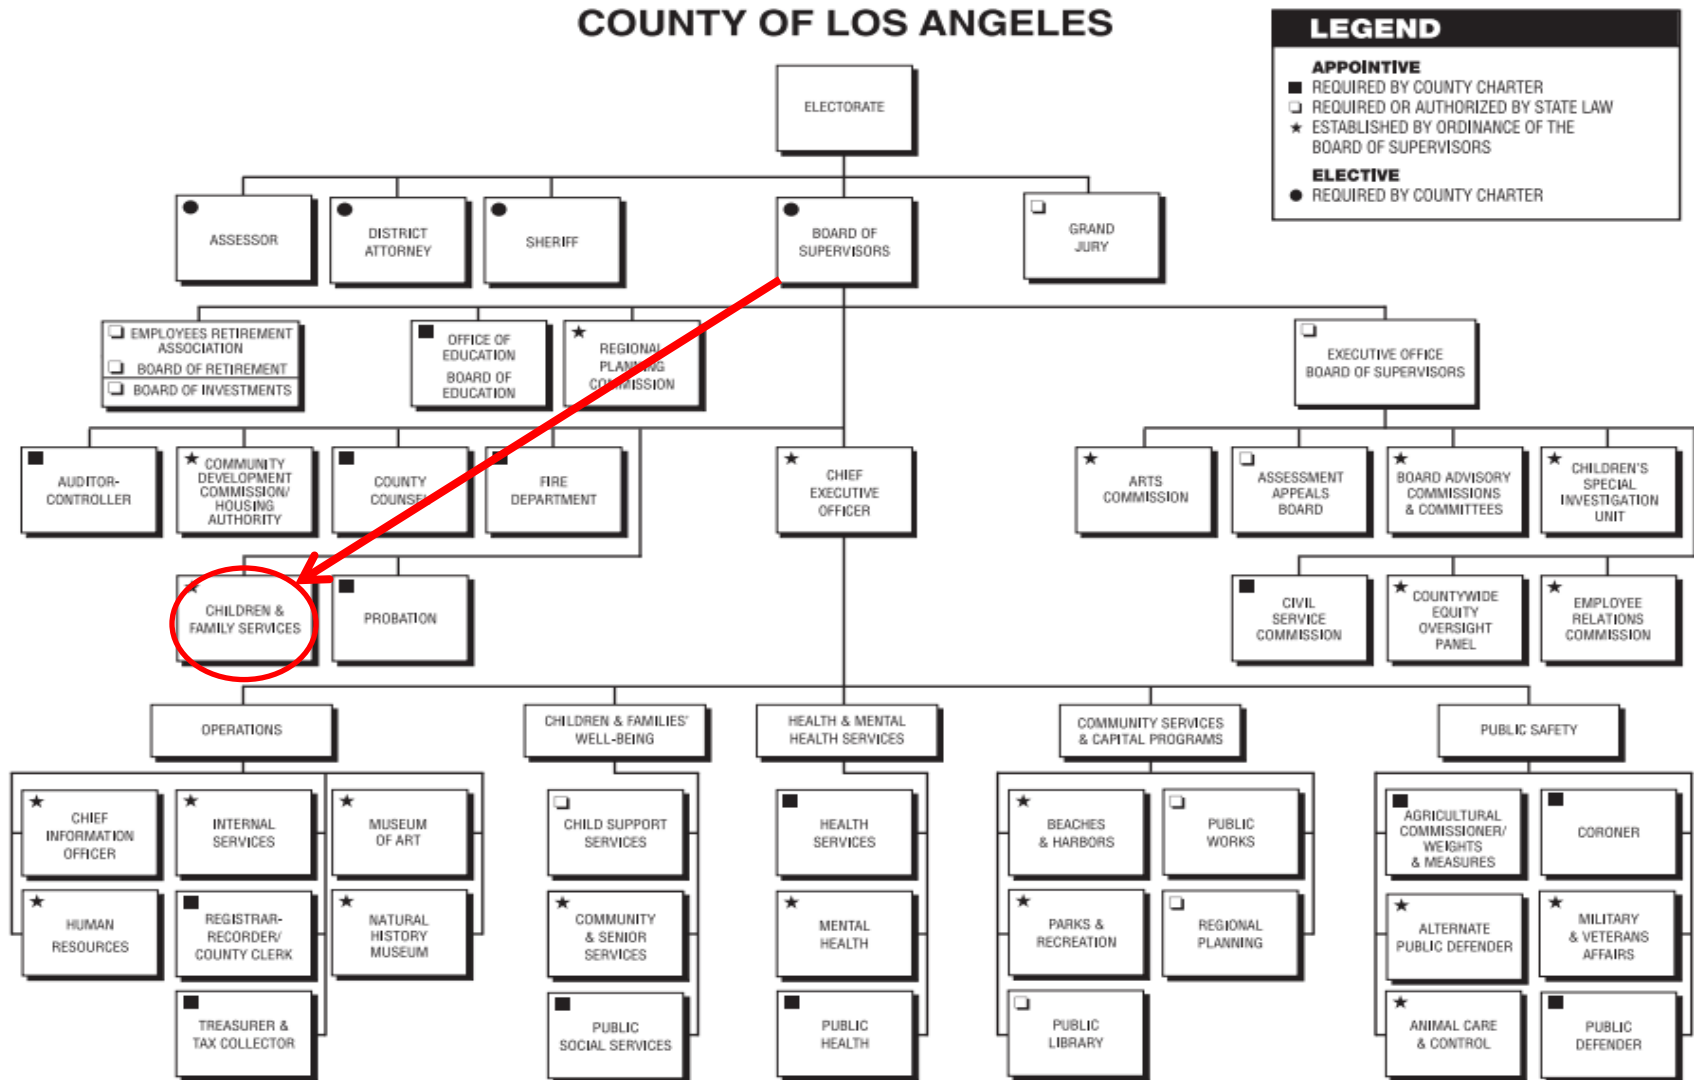 COUNTY OF LOS ANGELES
LEGEND
APPOINTIVE
■ REQUIRED BY COUNTY CHARTER
❏ REQUIRED OR AUTHORIZED BY STATE LAW
★ ESTABLISHED BY ORDINANCE OF THE
BOARD OF SUPERVISORS
ELECTIVE
● REQUIRED BY COUNTY CHARTER
ELECTORATE
ASSESSOR
DISTRICT
ATTORNEY
SHERIFF
BOARD OF
SUPERVISORS
GRAND
JURY
EMPLOYEES RETIREMENT
ASSOCIATION
BOARD OF RETIREMENT
BOARD OF INVESTMENTS
OFFICE OF
EDUCATION
BOARD OF
EDUCATION
REGIONAL
PLANNING
COMMISSION
EXECUTIVE OFFICE
BOARD OF SUPERVISORS
AUDITOR-
CONTROLLER
COMMUNITY
DEVELOPMENT
COMMISSION/
HOUSING
AUTHORITY
COUNTY
COUNSEL
FIRE
DEPARTMENT
CHIEF
EXECUTIVE
OFFICER
ARTS
COMMISSION
ASSESSMENT
APPEALS
BOARD
BOARD ADVISORY
COMMISSIONS
& COMMITTEES
CHILDREN'S
SPECIAL
INVESTIGATION
UNIT
CHILDREN &
FAMILY SERVICES
PROBATION
CIVIL
SERVICE
COMMISSION
COUNTYWIDE
EQUITY
OVERSIGHT
PANEL
EMPLOYEE
RELATIONS
COMMISSION
OPERATIONS
CHILDREN & FAMILIES'
WELL-BEING
HEALTH & MENTAL
HEALTH SERVICES
COMMUNITY SERVICES
& CAPITAL PROGRAMS
PUBLIC SAFETY
CHIEF
INFORMATION
OFFICER
INTERNAL
SERVICES
MUSEUM
OF ART
CHILD SUPPORT
SERVICES
HEALTH
SERVICES
BEACHES
& HARBORS
PUBLIC
WORKS
AGRICULTURAL
COMMISSIONER/
WEIGHTS
& MEASURES
CORONER
HUMAN
RESOURCES
REGISTRAR-
RECORDER/
COUNTY CLERK
NATURAL
HISTORY
MUSEUM
COMMUNITY
& SENIOR
SERVICES
MENTAL
HEALTH
PARKS &
RECREATION
REGIONAL
PLANNING
ALTERNATE
PUBLIC DEFENDER
MILITARY
& VETERANS
AFFAIRS
TREASURER &
TAX COLLECTOR
PUBLIC
SOCIAL SERVICES
PUBLIC
HEALTH
PUBLIC
LIBRARY
ANIMAL CARE
& CONTROL
PUBLIC
DEFENDER